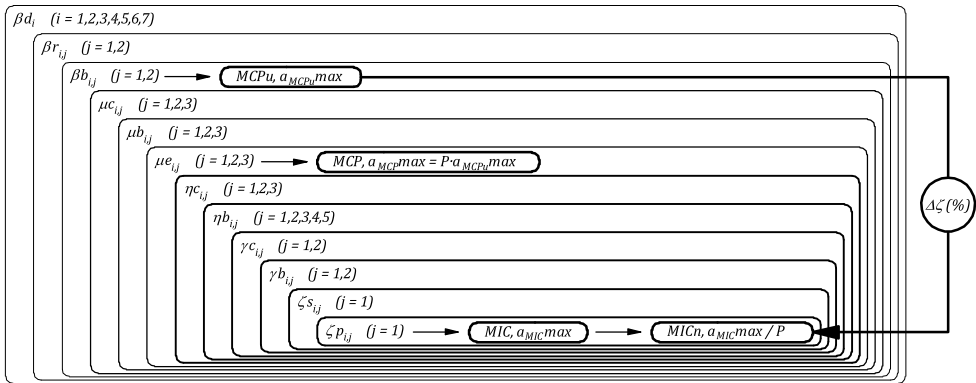 βd_i (i = 1,2,3,4,5,6,7)
βr_i,j (j = 1,2)
βb_i,j (j = 1,2) MCPu, a_MCPu max
μc_i,j (j = 1,2,3)
μb_i,j (j = 1,2,3)
μe_i,j (j = 1,2,3) MCP, a_MCP max = P·a_MCPu max
ηc_i,j (j = 1,2,3)
ηb_i,j (j = 1,2,3,4,5)
Δζ(%)
γc_i,j (j = 1,2)
γb_i,j (j = 1,2)
ζs_i,j (j = 1)
ζp_i,j (j = 1) MIC, a_MIC max MICn, a_MIC max / P